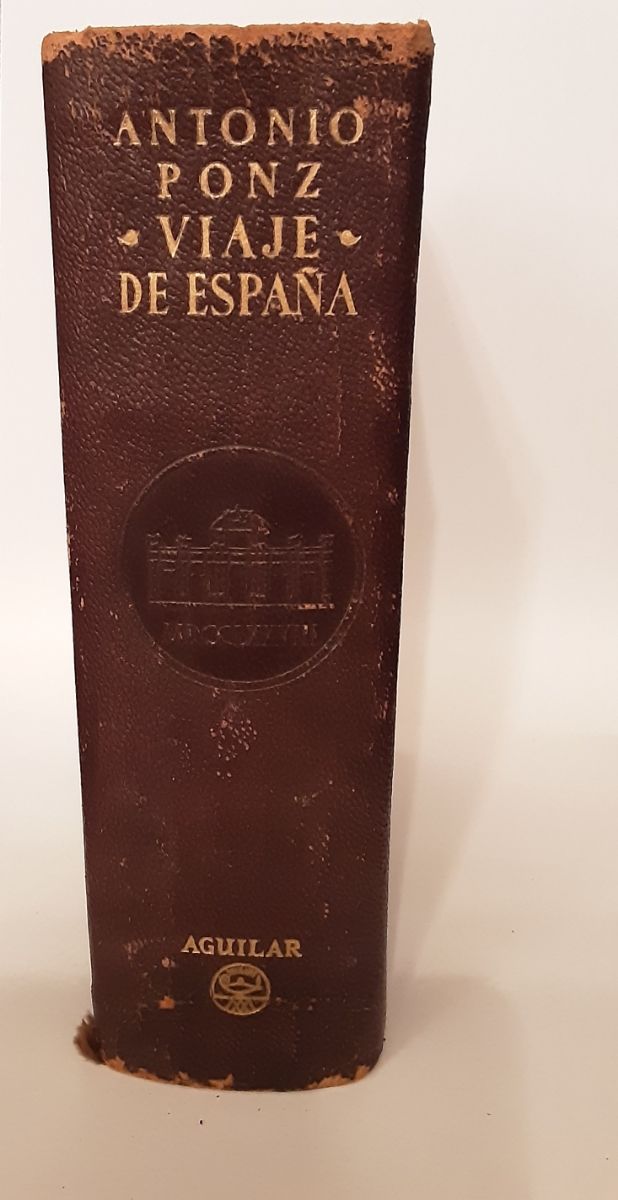 ANTONIO
PONZ
VIAJE
DE ESPAÑA
AGUILAR